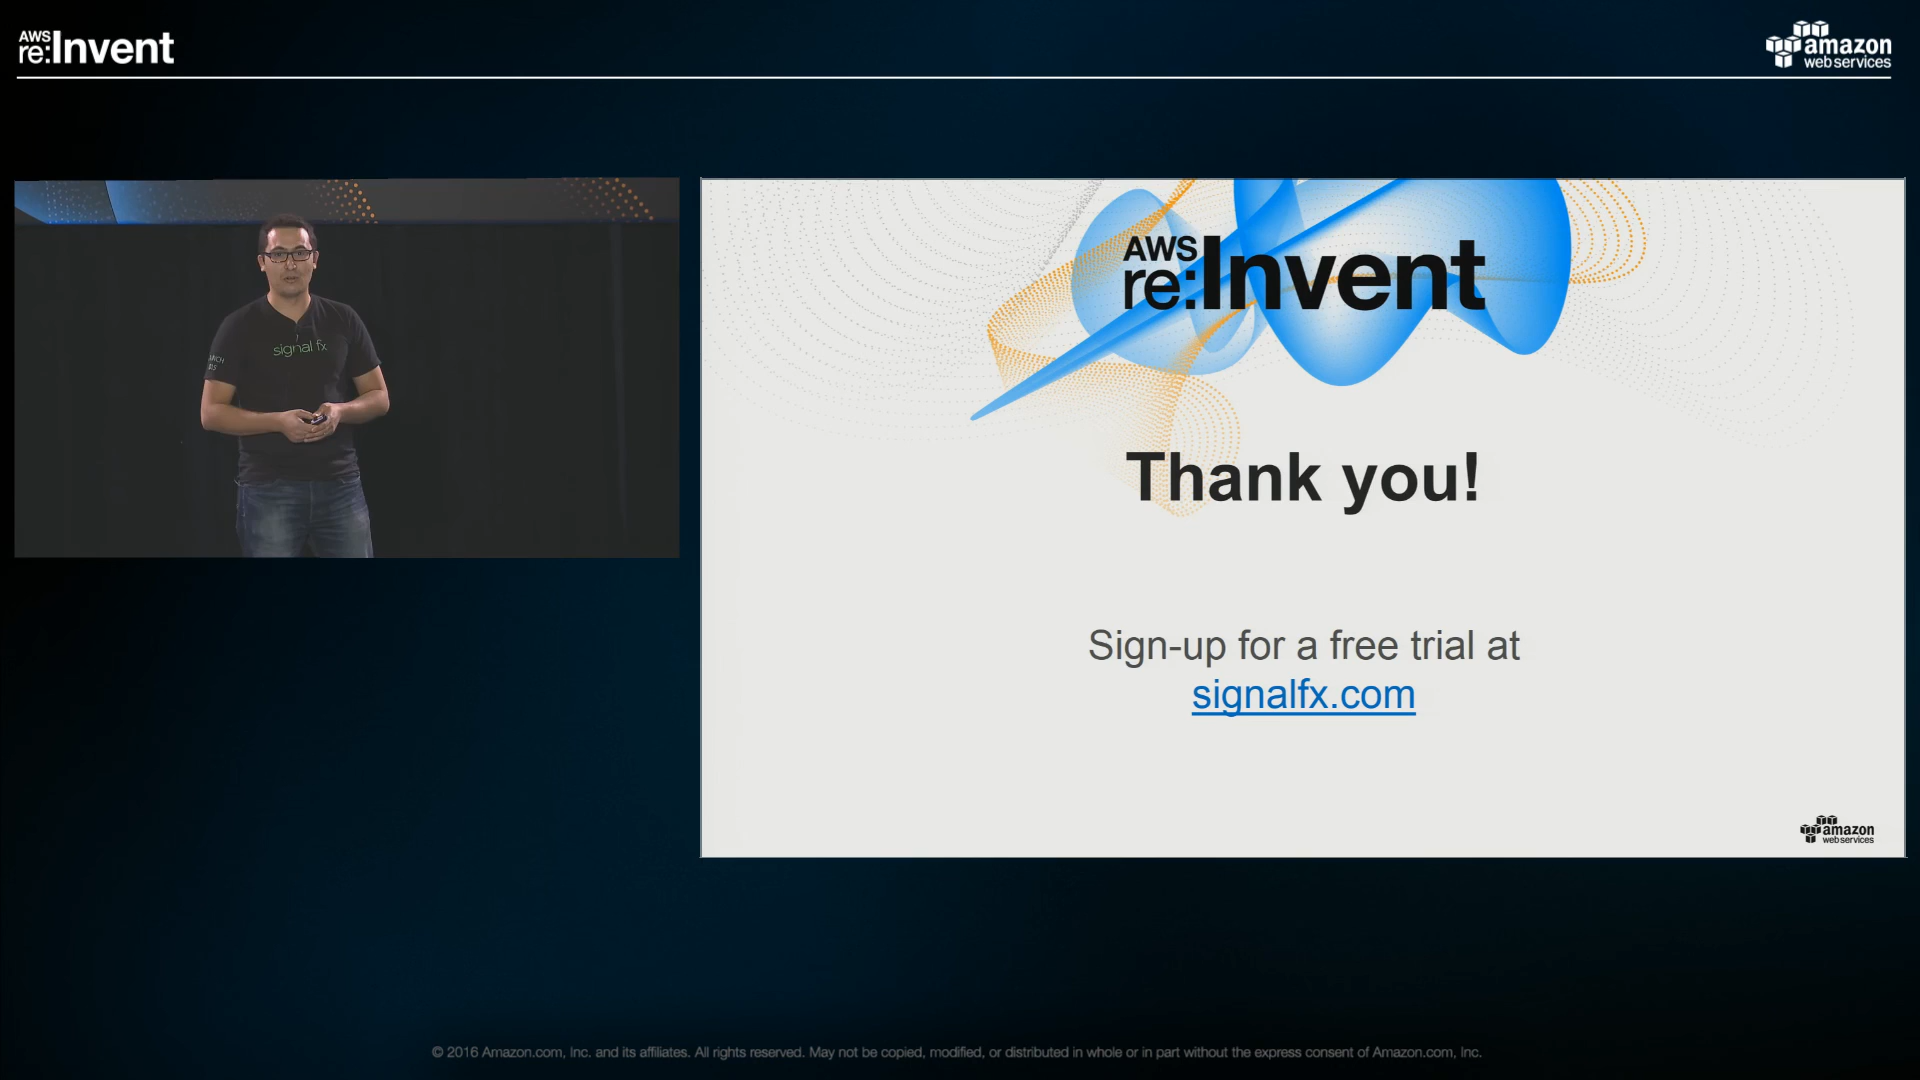 AWS
re:Invent
amazon
web services
signal fx
AWS
re:Invent
Thank you!
Sign-up for a free trial at
signalfx.com
amazon
web services
© 2016 Amazon.com, Inc. and its affiliates. All rights reserved. May not be copied, modified, or distributed in whole or in part without the express consent of Amazon.com, Inc.